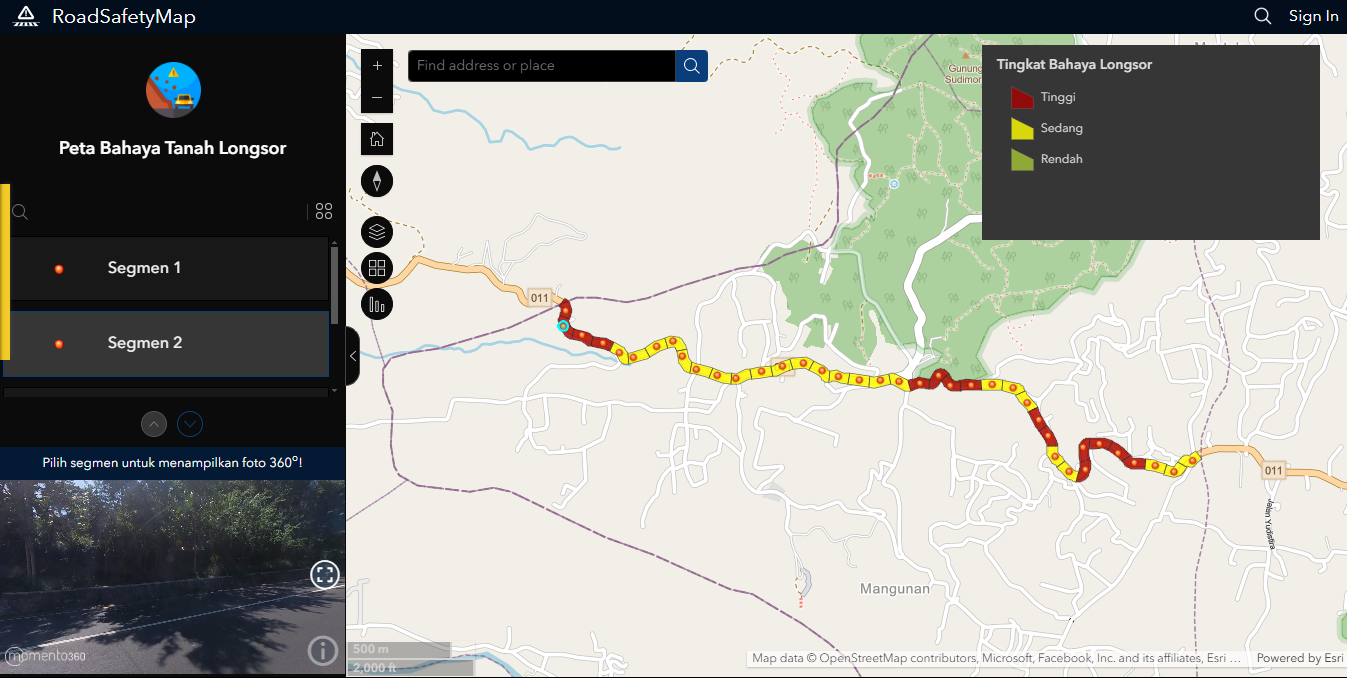 RoadSafetyMap
Sign In
Peta Bahaya Tanah Longsor
Segmen 1
Segmen 2
Pilih segmen untuk menampilkan foto 360°!
momento360
Find address or place
Gunung
Sudimor
Tingkat Bahaya Longsor
Tinggi
Sedang
Rendah
011
011
Jalan Yudistira
Mangunan
500 m
2,000 ft
Map data © OpenStreetMap contributors, Microsoft, Facebook, Inc. and its affiliates, Esri ...
Powered by Esri